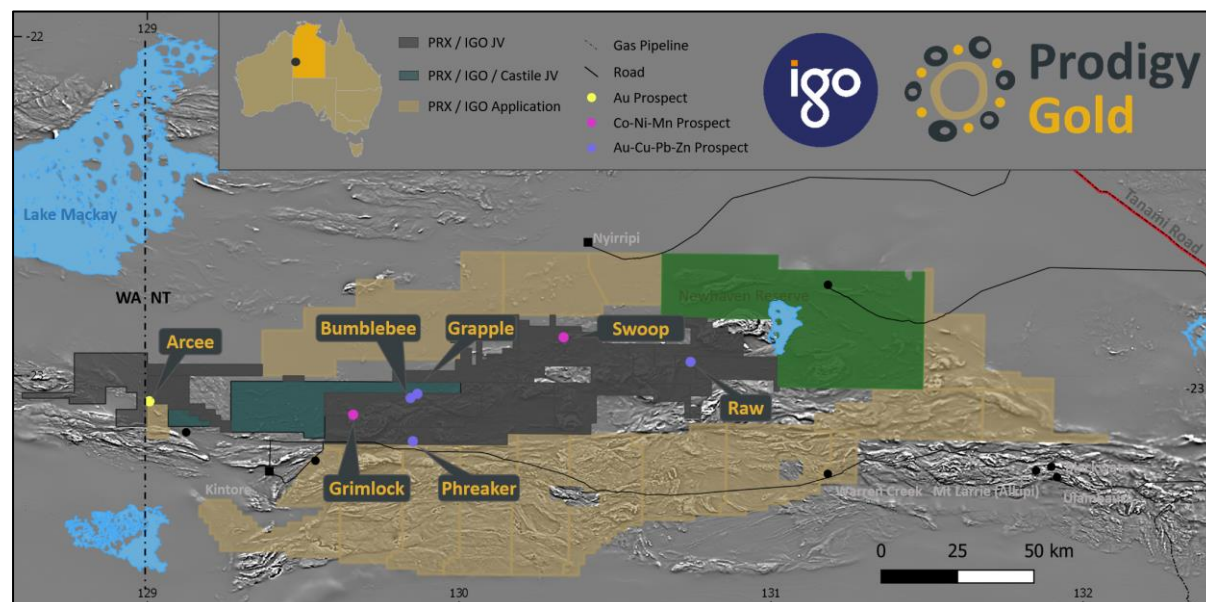 129
-22
PRX / IGO JV
PRX / IGO / Castile JV
PRX / IGO Application
Gas Pipeline
Road
Au Prospect
Co-Ni-Mn Prospect
Au-Cu-Pb-Zn Prospect
igo
Prodigy
Gold
Lake Mackay
Tanami Road
Nyirripi
WA NT
Newhaven Reserve
Bumblebee
Grapple
Swoop
Arcee
-23
Raw
Grimlock
Phreaker
Kintore
Warren Creek
Mt Larrie (Alkipi)
0 25 50 km
129
130
131
132